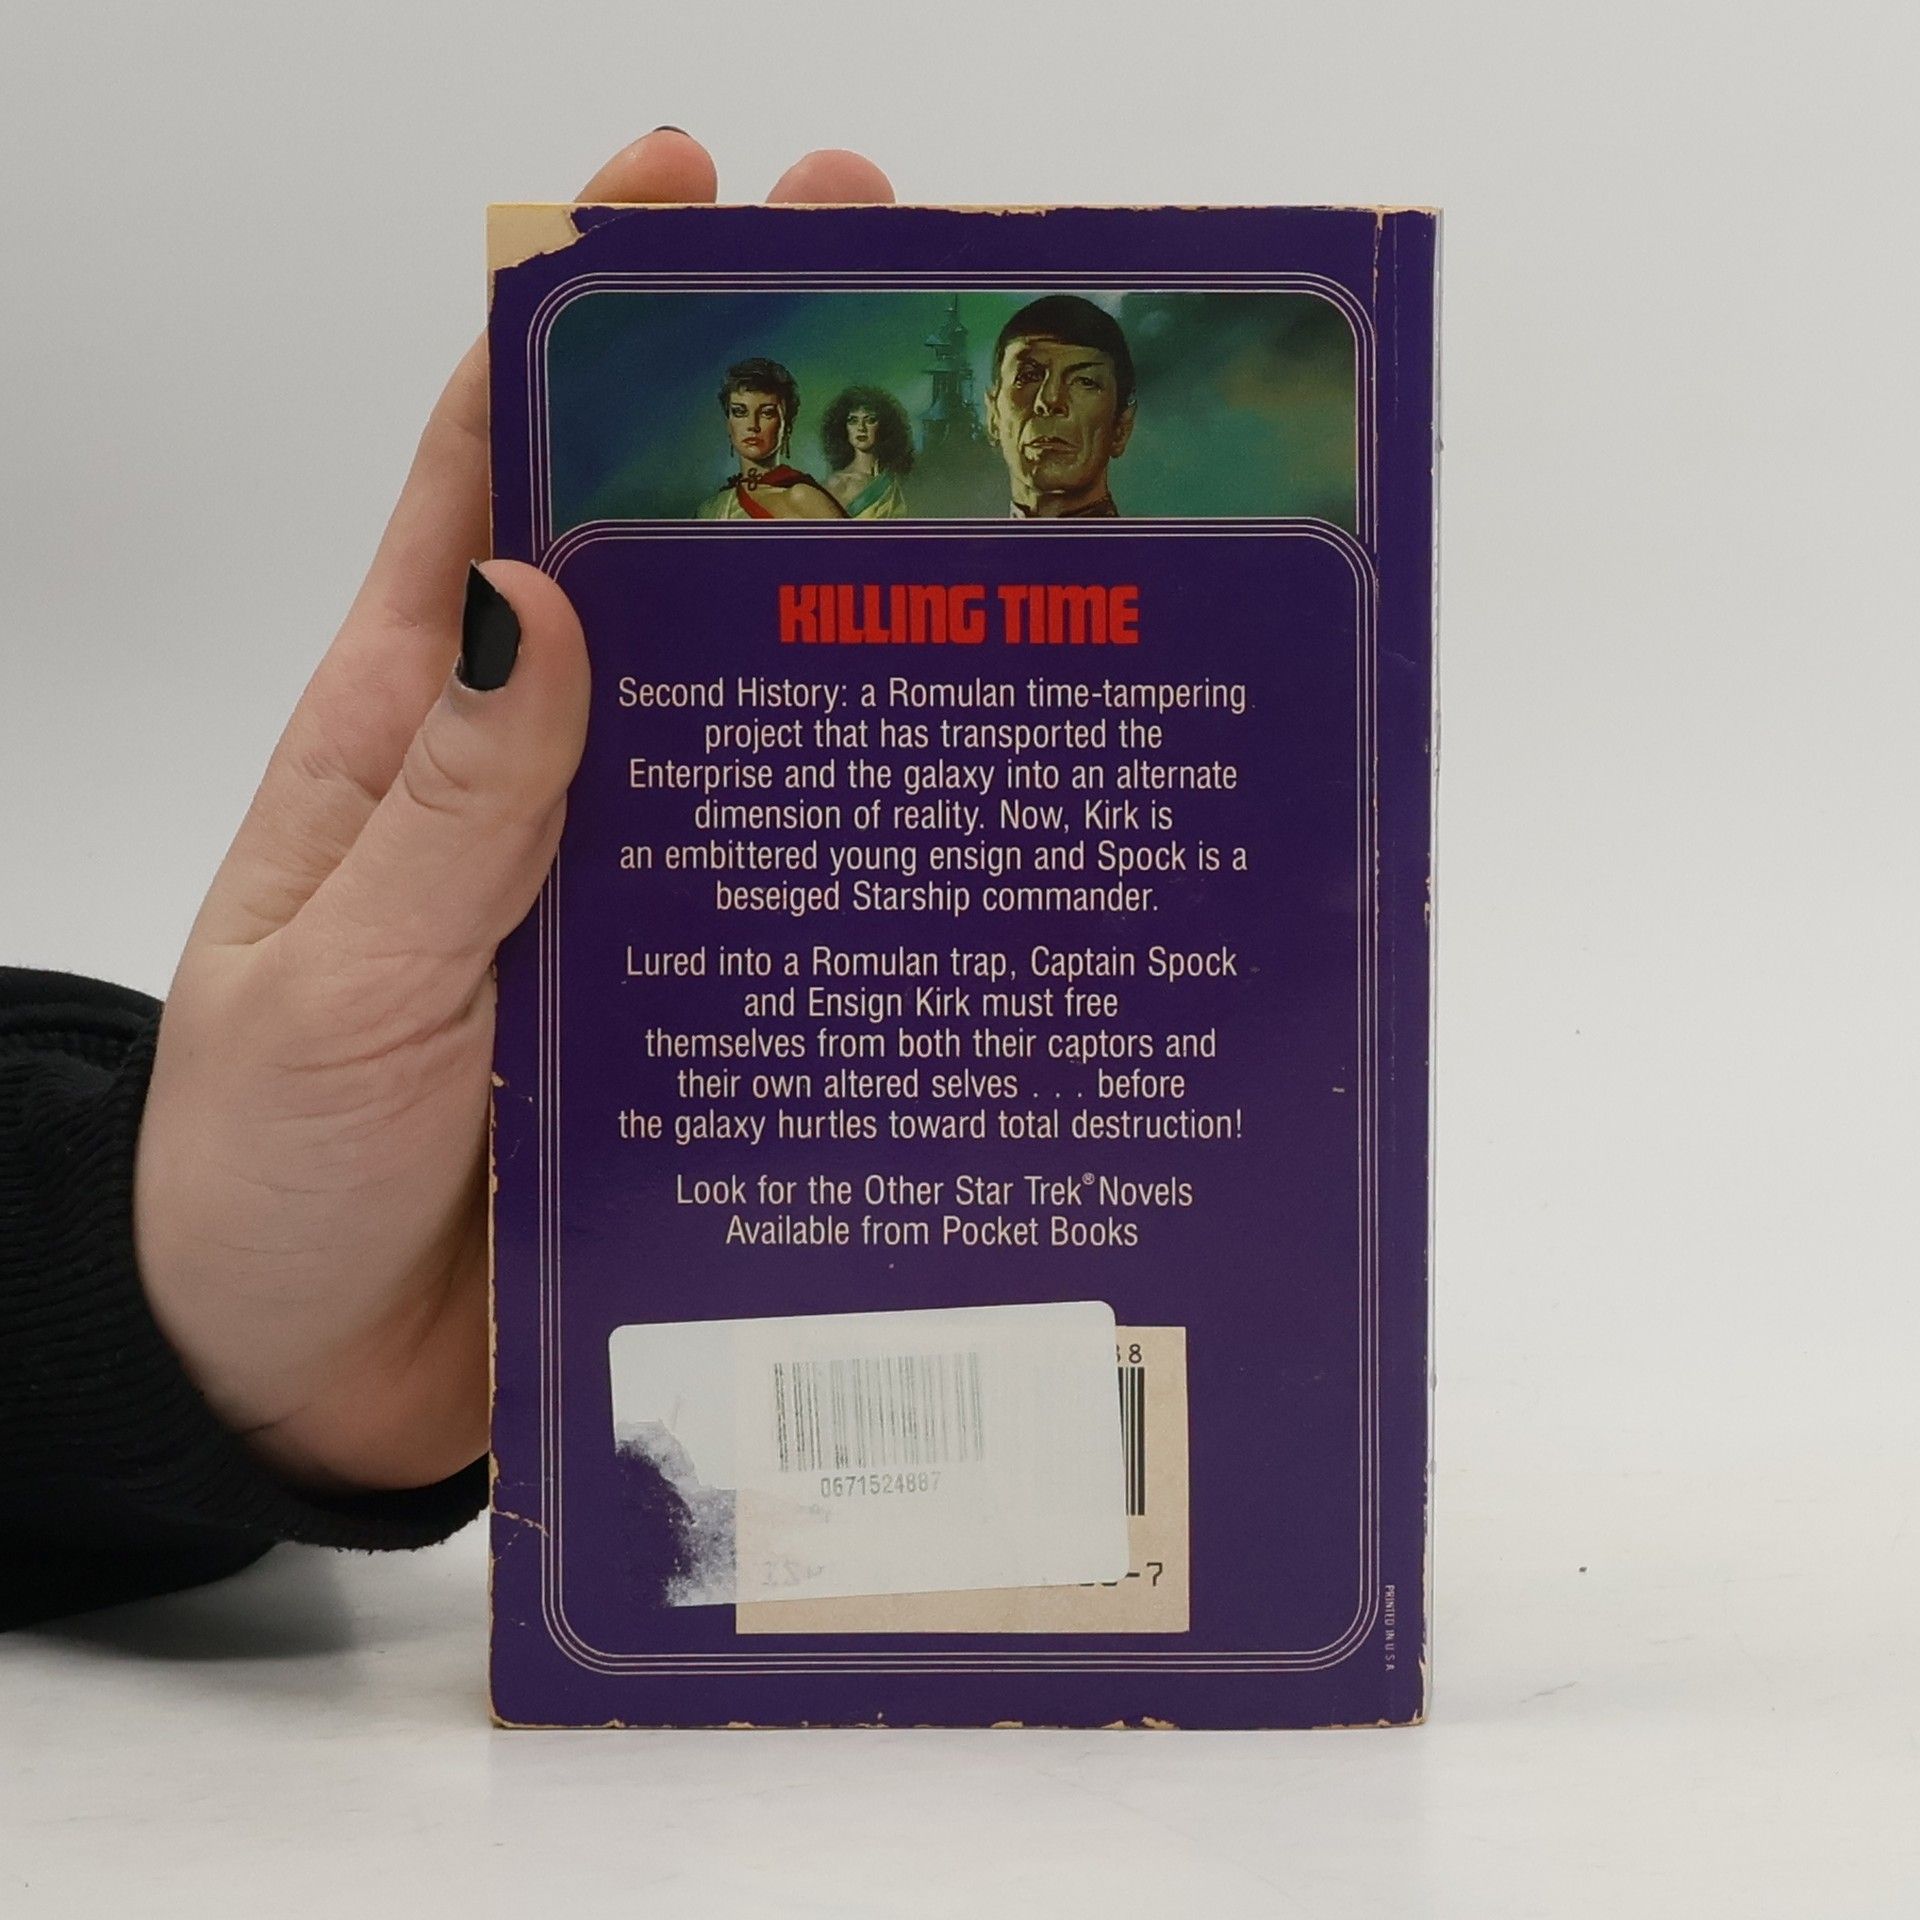 KILLING TIME
Second History: a Romulan time-tampering
project that has transported the
Enterprise and the galaxy into an alternate
dimension of reality. Now, Kirk is
an embittered young ensign and Spock is a
beseiged Starship commander.
Lured into a Romulan trap, Captain Spock
and Ensign Kirk must free
themselves from both their captors and
their own altered selves . . . before
the galaxy hurtles toward total destruction!
Look for the Other Star Trek® Novels
Available from Pocket Books
0671524887
-7
PRINTED IN U.S.A.